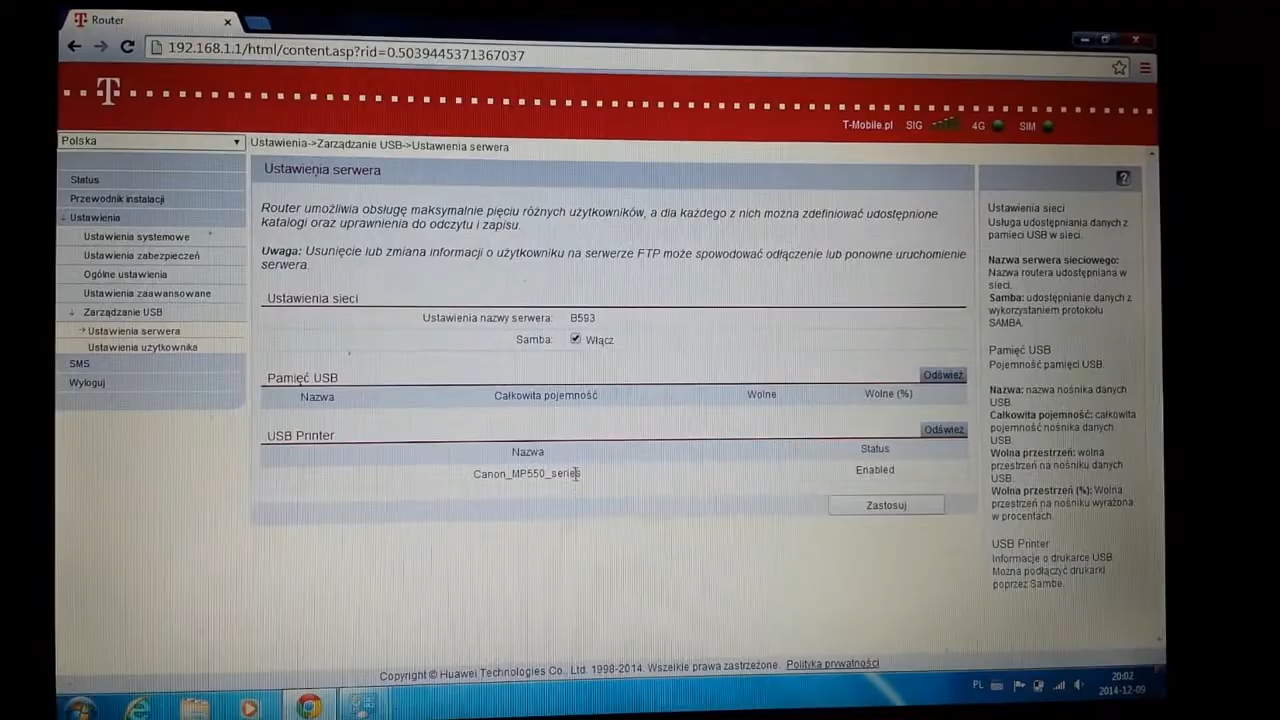 Router
192.168.1.1/html/content.asp?rid=0.5039445371367037
T-Mobile.pl SIG 4G SIM
Polska
Ustawienia->Zarządzanie USB->Ustawienia serwera
Status
Przewodnik instalacji
Ustawienia
Ustawienia systemowe
Ustawienia zabezpieczeń
Ogólne ustawienia
Ustawienia zaawansowane
Zarządzanie USB
Ustawienia serwera
Ustawienia użytkownika
SMS
Wyloguj
Ustawienia serwera
Router umożliwia obsługę maksymalnie pięciu różnych użytkowników, a dla każdego z nich można zdefiniować udostępnione
katalogi oraz uprawnienia do odczytu i zapisu.
Uwaga: Usunięcie lub zmiana informacji o użytkowniku na serwerze FTP może spowodować odłączenie lub ponowne uruchomienie
serwera.
Ustawienia sieci
Ustawienia nazwy serwera: B593
Samba: Włącz
Pamięć USB Odśwież
Nazwa Całkowita pojemność Wolne Wolne (%)
USB Printer Odśwież
Nazwa Status
Canon_MP550_series Enabled
Zastosuj
?
Ustawienia sieci
Usługa udostępniania danych z
pamięci USB w sieci.
Nazwa serwera sieciowego:
Nazwa routera udostępniana w
sieci.
Samba: udostępnianie danych z
wykorzystaniem protokołu
SAMBA.
Pamięć USB
Pojemność pamięci USB.
Nazwa: nazwa nośnika danych
USB.
Całkowita pojemność: całkowita
pojemność nośnika danych
USB.
Wolna przestrzeń: wolna
przestrzeń na nośniku danych
USB.
Wolna przestrzeń (%): Wolna
przestrzeń na nośniku wyrażona
w procentach.
USB Printer
Informacje o drukarce USB.
Można podłączyć drukarki
poprzez Sambe.
Copyright © Huawei Technologies Co., Ltd. 1998-2014. Wszelkie prawa zastrzeżone. Polityka prywatności
PL 20:02
2014-12-09